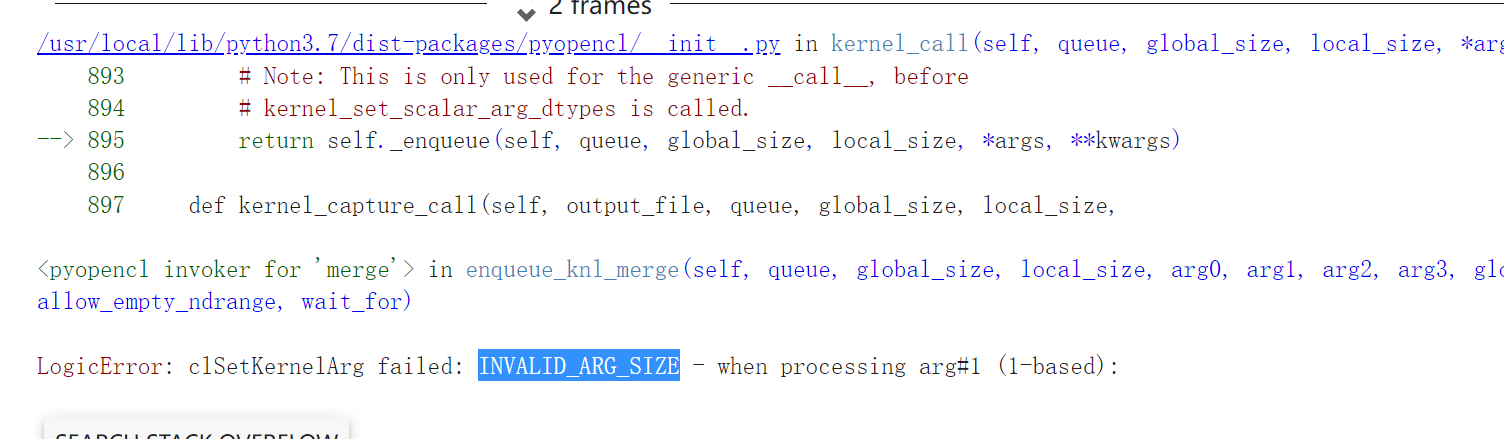 2 frames
/usr/local/lib/python3.7/dist-packages/pyopencl/__init__.py in kernel_call(self, queue, global_size, local_size, *arg
893 # Note: This is only used for the generic __call__, before
894 # kernel_set_scalar_arg_dtypes is called.
--> 895 return self._enqueue(self, queue, global_size, local_size, *args, **kwargs)
896
897 def kernel_capture_call(self, output_file, queue, global_size, local_size,
<pyopencl invoker for 'merge'> in enqueue_knl_merge(self, queue, global_size, local_size, arg0, arg1, arg2, arg3, glo
allow_empty_ndrange, wait_for)
LogicError: clSetKernelArg failed: INVALID_ARG_SIZE - when processing arg#1 (1-based):
SEARCH STACK OVERFLOW